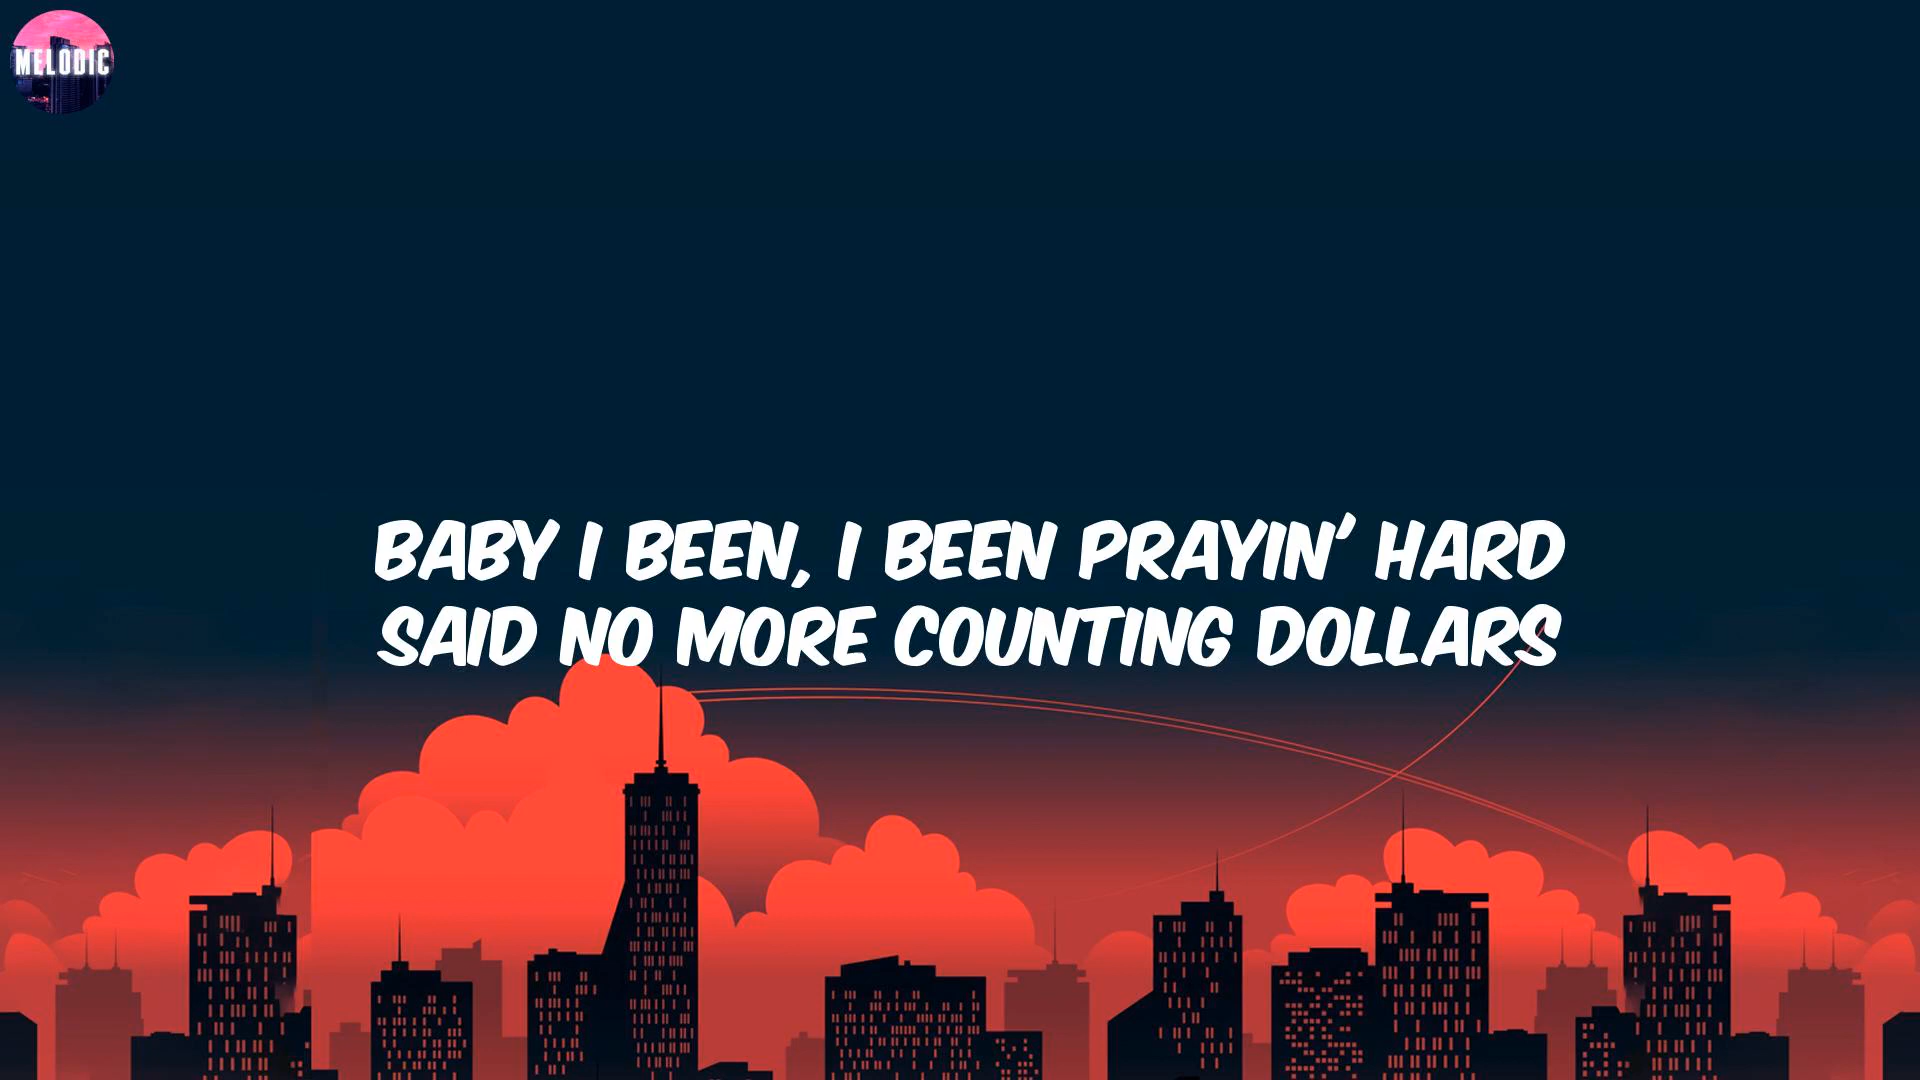 MELODIC
BABY I BEEN, I BEEN PRAYIN' HARD
SAID NO MORE COUNTING DOLLARS